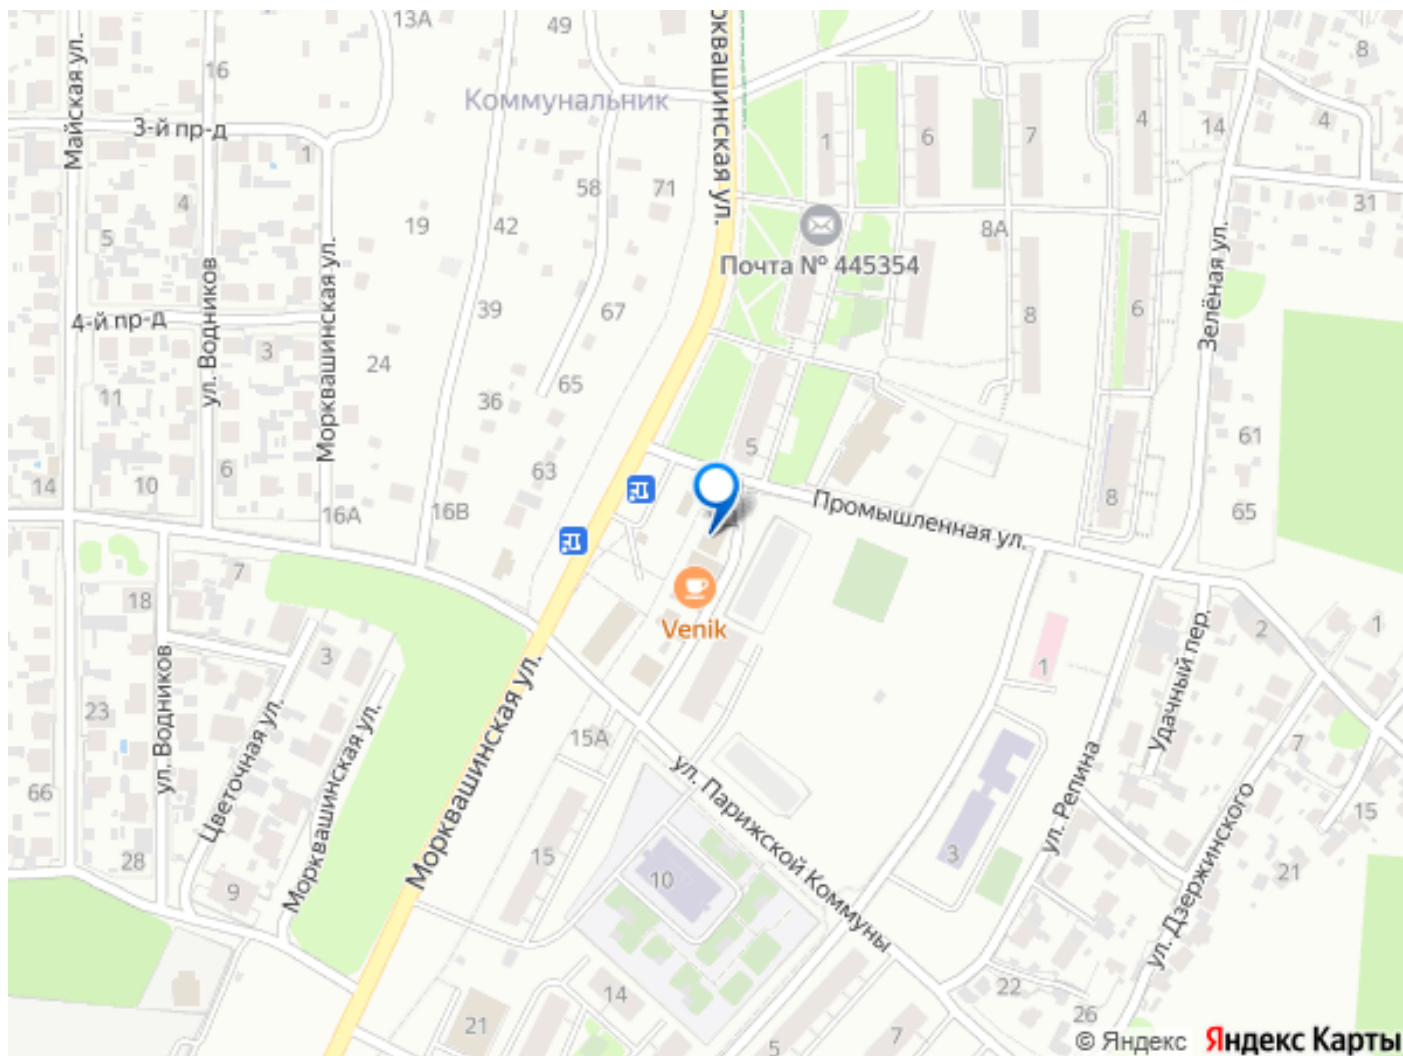 13А
49
оквашинская ул.
8
16
Майская ул.
Коммунальник
3-й пр-д
1
1
6
7
4
14
4
4
58
71
31
5
19
42
8А
Почта № 445354
ул. Водников
Моркващинская ул.
39
67
4-й пр-д
8
6
Зелёная ул.
3
24
65
11
36
5
61
14
10
6
63
16А
16В
8
65
Промышленная ул.
7
18
Venik
2
1
3
1
Удачный пер.
ул. Водников
23
Цветочная ул.
Моркващинская ул.
Моркващинская ул.
15А
7
66
ул. Парижской Коммуны
ул. Репина
15
28
15
3
10
21
9
ул. Дзержинского
22
14
26
21
7
5
© Яндекс
Яндекс Карты